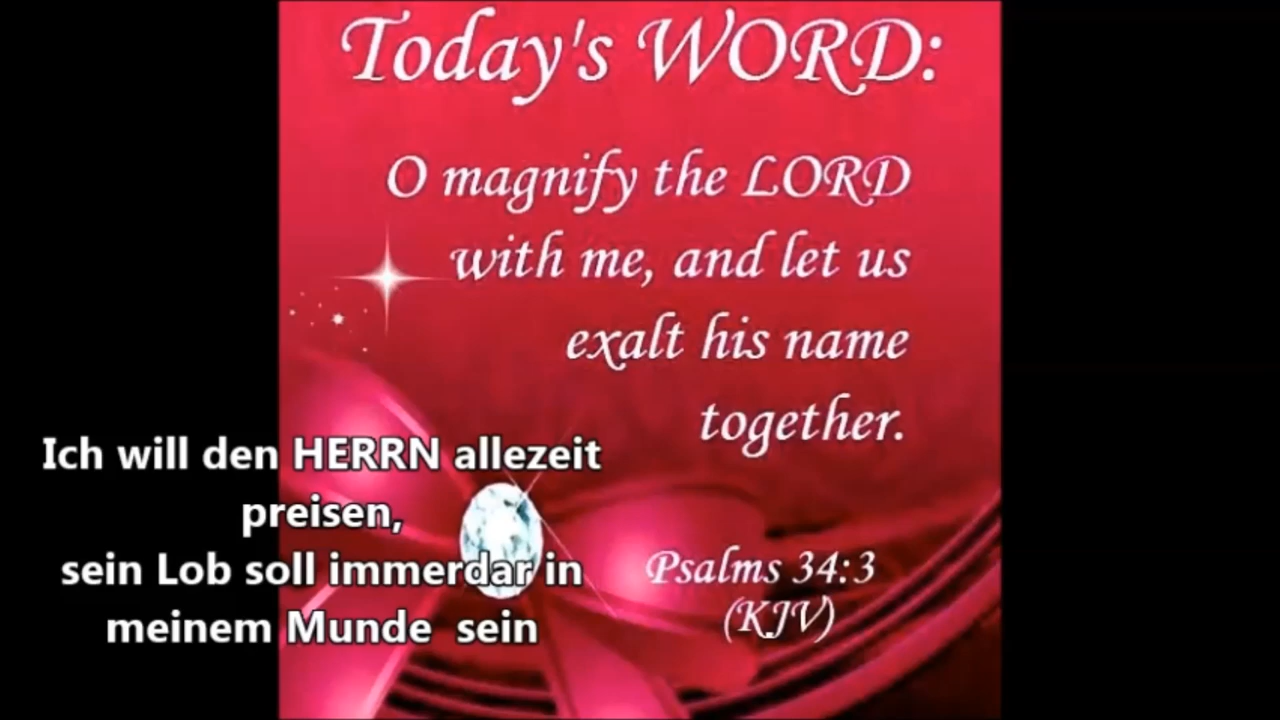 Today's WORD:
O magnify the LORD
with me, and let us
exalt his name
together.
Psalms 34:3
(KJV)
Ich will den HERRN allezeit
preisen,
sein Lob soll immerdar in
meinem Munde  sein